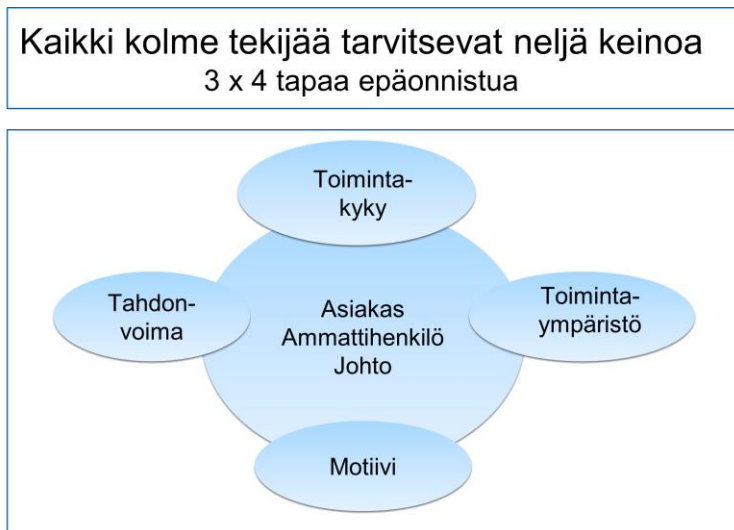 Kaikki kolme tekijää tarvitsevat neljä keinoa
3 x 4 tapaa epäonnistua
Toiminta-
kyky
Tahdon-
voima
Asiakas
Ammattihenkilö
Johto
Toiminta-
ympäristö
Motiivi